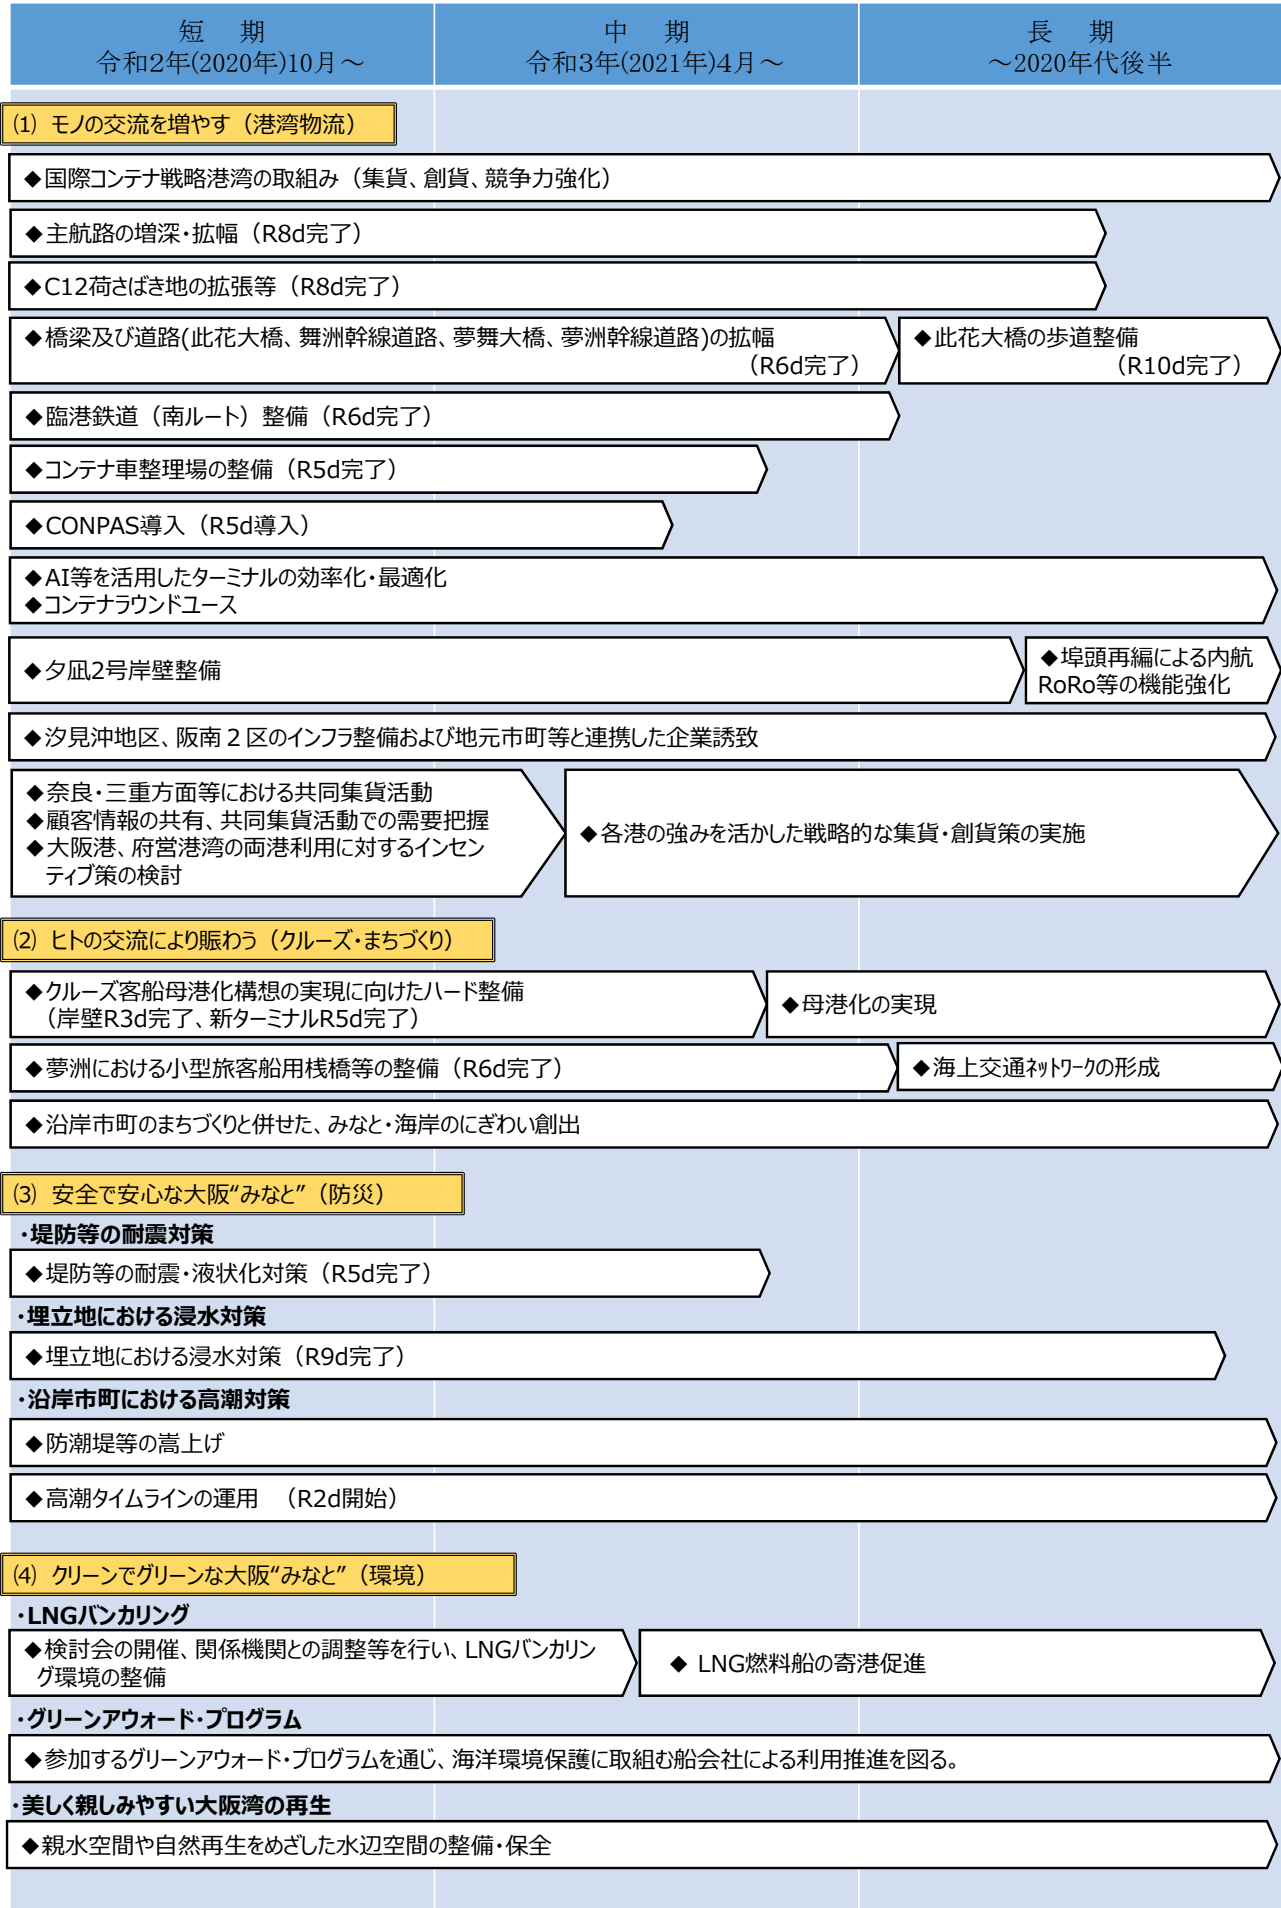 短　期
令和２年(2020年)10月～
中　期
令和３年(2021年)4月～
長　期
～2020年代後半
⑴ モノの交流を増やす（港湾物流）
◆国際コンテナ戦略港湾の取組み（集貨、創貨、競争力強化）
◆主航路の増深・拡幅（R8d完了）
◆C12荷さばき地の拡張等（R8d完了）
◆橋梁及び道路(此花大橋、舞洲幹線道路、夢舞大橋、夢洲幹線道路)の拡幅
（R6d完了）
◆此花大橋の歩道整備
（R10d完了）
◆臨港鉄道（南ルート）整備（R6d完了）
◆コンテナ車整理場の整備（R5d完了）
◆CONPAS導入（R5d導入）
◆AI等を活用したターミナルの効率化・最適化
◆コンテナラウンドユース
◆夕凪2号岸壁整備
◆埠頭再編による内航
RoRo等の機能強化
◆汐見沖地区、阪南２区のインフラ整備および地元市町等と連携した企業誘致
◆奈良・三重方面等における共同集貨活動
◆顧客情報の共有、共同集貨活動での需要把握
◆大阪港、府営港湾の両港利用に対するインセン
ティブ策の検討
◆各港の強みを活かした戦略的な集貨・創貨策の実施
⑵ ヒトの交流により賑わう（クルーズ・まちづくり）
◆クルーズ客船母港化構想の実現に向けたハード整備
（岸壁R3d完了、新ターミナルR5d完了）
◆母港化の実現
◆夢洲における小型旅客船用桟橋等の整備（R6d完了）
◆海上交通ネットワークの形成
◆沿岸市町のまちづくりと併せた、みなと・海岸のにぎわい創出
⑶ 安全で安心な大阪“みなと”（防災）
・堤防等の耐震対策
◆堤防等の耐震・液状化対策（R5d完了）
・埋立地における浸水対策
◆埋立地における浸水対策（R9d完了）
・沿岸市町における高潮対策
◆防潮堤等の嵩上げ
◆高潮タイムラインの運用　（R2d開始）
⑷ クリーンでグリーンな大阪“みなと”（環境）
・LNGバンカリング
◆検討会の開催、関係機関との調整等を行い、LNGバンカリン
グ環境の整備
◆ LNG燃料船の寄港促進
・グリーンアウォード・プログラム
◆参加するグリーンアウォード・プログラムを通じ、海洋環境保護に取組む船会社による利用推進を図る。
・美しく親しみやすい大阪湾の再生
◆親水空間や自然再生をめざした水辺空間の整備・保全